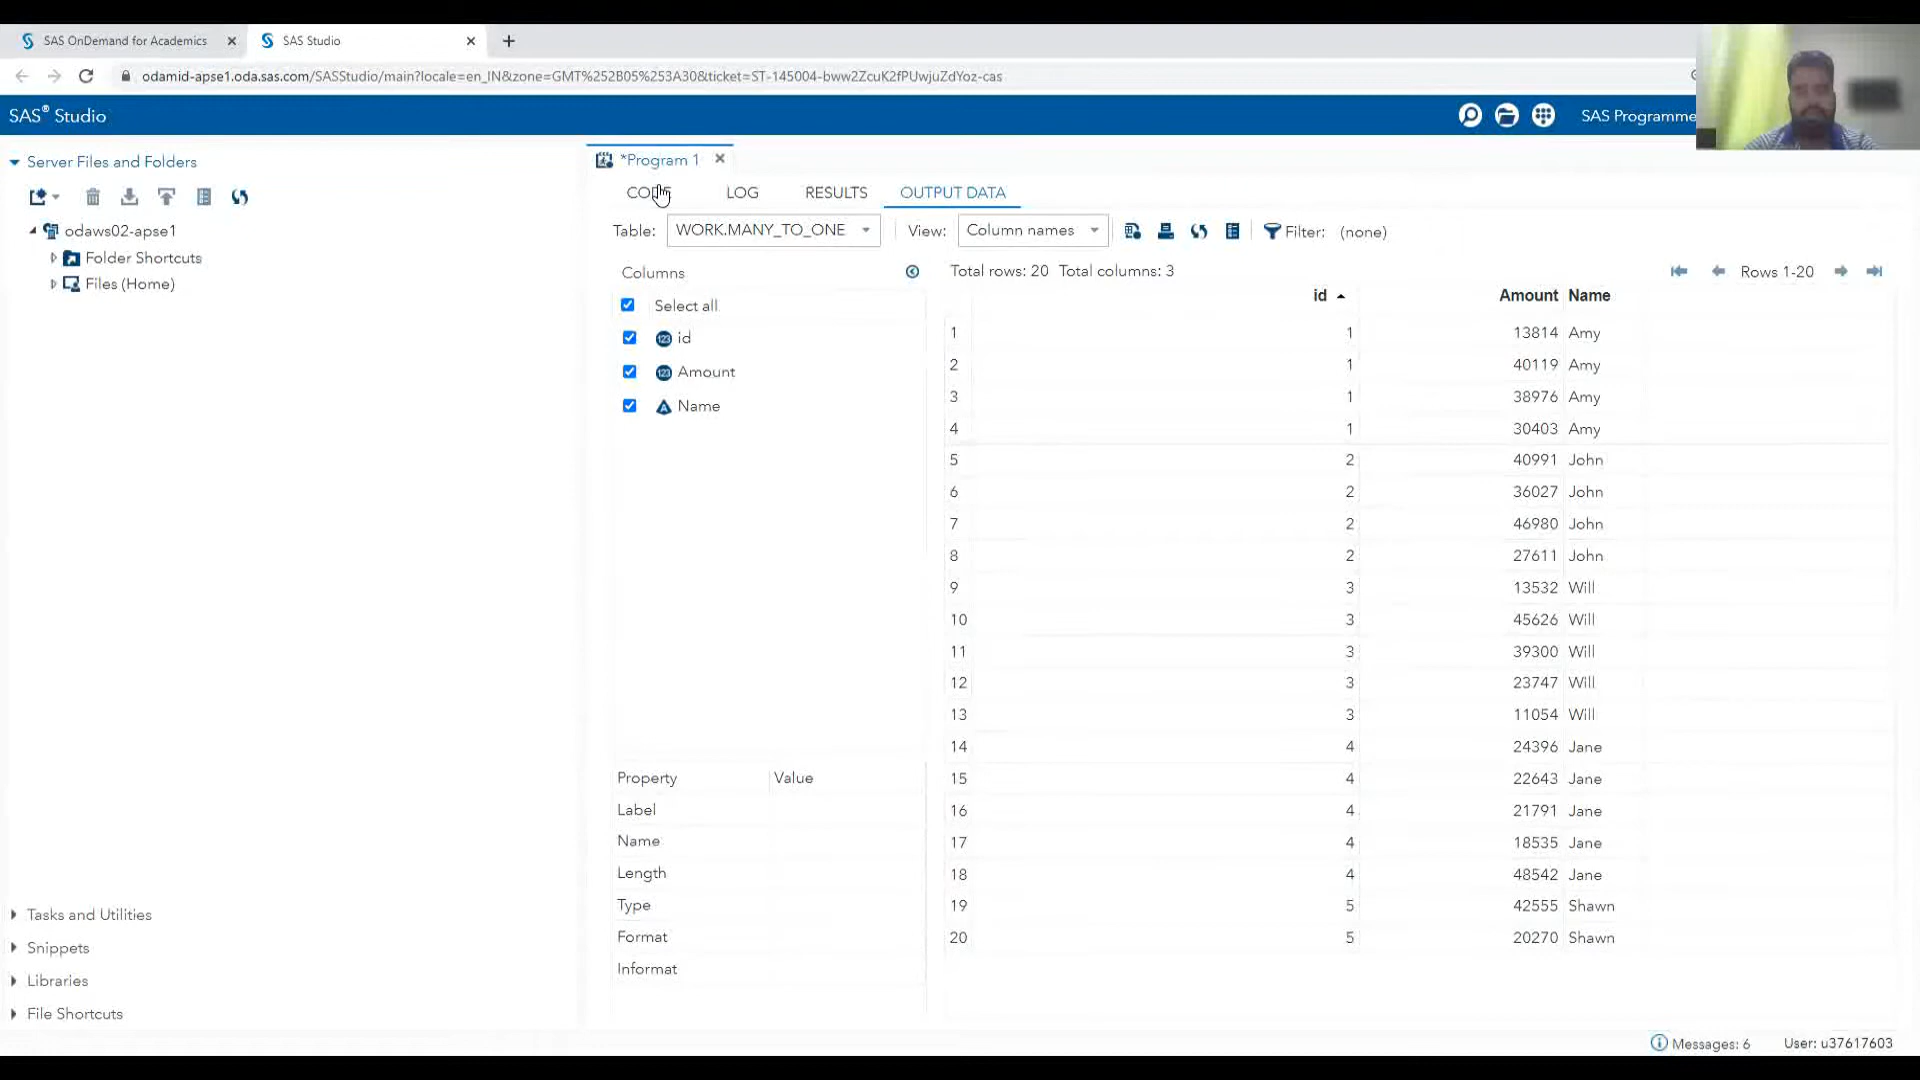 SAS OnDemand for Academics
SAS Studio
odamid-apse1.oda.sas.com/SASStudio/main?locale=en_IN&zone=GMT%252B05%253A30&ticket=ST-145004-bww2ZcuK2fPUwjuZdYoz-cas
SAS® Studio
SAS Programme
Server Files and Folders
odaws02-apse1
Folder Shortcuts
Files (Home)
Tasks and Utilities
Snippets
Libraries
File Shortcuts
*Program 1
CODE LOG RESULTS OUTPUT DATA
Table: WORK.MANY_TO_ONE View: Column names Filter: (none)
Columns
Select all
id
Amount
Name
Property Value
Label
Name
Length
Type
Format
Informat
Total rows: 20 Total columns: 3 Rows 1-20
id Amount Name
1 1 13814 Amy
2 1 40119 Amy
3 1 38976 Amy
4 1 30403 Amy
5 2 40991 John
6 2 36027 John
7 2 46980 John
8 2 27611 John
9 3 13532 Will
10 3 45626 Will
11 3 39300 Will
12 3 23747 Will
13 3 11054 Will
14 4 24396 Jane
15 4 22643 Jane
16 4 21791 Jane
17 4 18535 Jane
18 4 48542 Jane
19 5 42555 Shawn
20 5 20270 Shawn
Messages: 6 User: u37617603